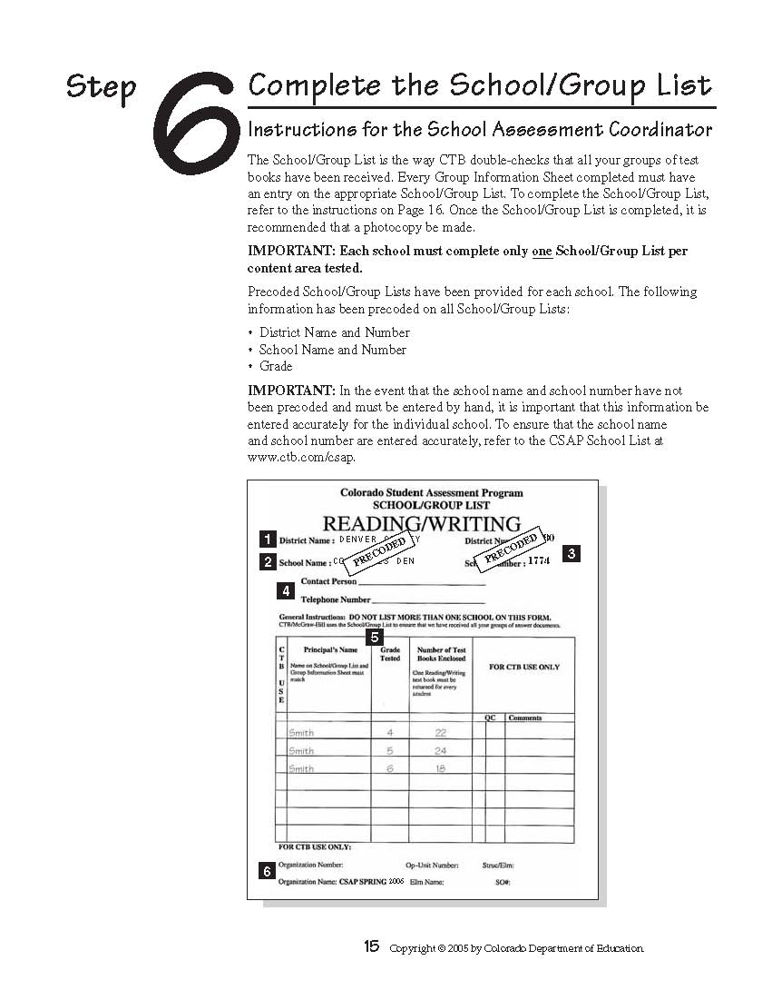 Step 6
Complete the School/Group List
Instructions for the School Assessment Coordinator
The School/Group List is the way CTB double-checks that all your groups of test
books have been received. Every Group Information Sheet completed must have
an entry on the appropriate School/Group List. To complete the School/Group List,
refer to the instructions on Page 16. Once the School/Group List is completed, it is
recommended that a photocopy be made.
IMPORTANT: Each school must complete only one School/Group List per
content area tested.
Precoded School/Group Lists have been provided for each school. The following
information has been precoded on all School/Group Lists:
• District Name and Number
• School Name and Number
• Grade
IMPORTANT: In the event that the school name and school number have not
been precoded and must be entered by hand, it is important that this information be
entered accurately for the individual school. To ensure that the school name
and school number are entered accurately, refer to the CSAP School List at
www.ctb.com/csap.
Colorado Student Assessment Program
SCHOOL/GROUP LIST
READING/WRITING
1 District Name : DENVER
PRECODED
2 School Name : DEN
PRECODED
1774
3
4 Contact Person
Telephone Number
General Instructions: DO NOT LIST MORE THAN ONE SCHOOL ON THIS FORM.
CTB/McGraw-Hill uses the School/Group List to ensure that we have received all your groups of answer documents.
5
CTB USE
Principal's Name
Name on School/Group List and
Group Information Sheet must
match
Grade
Tested
Number of Test
Books Enclosed
One Reading/Writing
test book must be
returned for every
student
FOR CTB USE ONLY
QC Comments
Smith 4 22
Smith 5 24
Smith 6 18
FOR CTB USE ONLY:
6 Organization Number: Op-Unit Number: Struc/Elm:
Organization Name: CSAP SPRING 2006 Elm Name: SO#:
15 Copyright © 2005 by Colorado Department of Education.